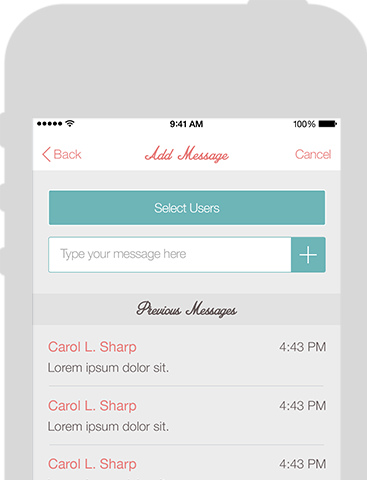 9:41 AM 100%
Back Add Message Cancel
Select Users
Type your message here
Previous Messages
Carol L. Sharp 4:43 PM
Lorem ipsum dolor sit.
Carol L. Sharp 4:43 PM
Lorem ipsum dolor sit.
Carol L. Sharp 4:43 PM